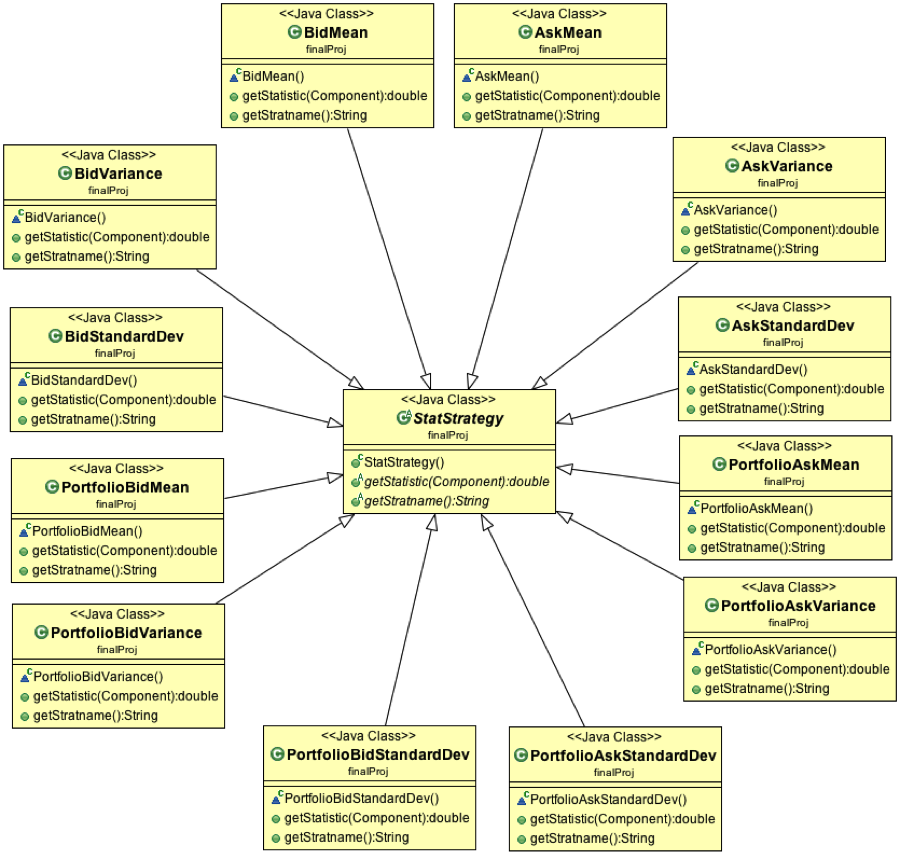 <<Java Class>>
BidMean
finalProj
BidMean()
getStatistic(Component):double
getStratname():String
<<Java Class>>
AskMean
finalProj
AskMean()
getStatistic(Component):double
getStratname():String
<<Java Class>>
BidVariance
finalProj
BidVariance()
getStatistic(Component):double
getStratname():String
<<Java Class>>
AskVariance
finalProj
AskVariance()
getStatistic(Component):double
getStratname():String
<<Java Class>>
BidStandardDev
finalProj
BidStandardDev()
getStatistic(Component):double
getStratname():String
<<Java Class>>
AskStandardDev
finalProj
AskStandardDev()
getStatistic(Component):double
getStratname():String
<<Java Class>>
StatStrategy
finalProj
StatStrategy()
getStatistic(Component):double
getStratname():String
<<Java Class>>
PortfolioBidMean
finalProj
PortfolioBidMean()
getStatistic(Component):double
getStratname():String
<<Java Class>>
PortfolioAskMean
finalProj
PortfolioAskMean()
getStatistic(Component):double
getStratname():String
<<Java Class>>
PortfolioBidVariance
finalProj
PortfolioBidVariance()
getStatistic(Component):double
getStratname():String
<<Java Class>>
PortfolioAskVariance
finalProj
PortfolioAskVariance()
getStatistic(Component):double
getStratname():String
<<Java Class>>
PortfolioBidStandardDev
finalProj
PortfolioBidStandardDev()
getStatistic(Component):double
getStratname():String
<<Java Class>>
PortfolioAskStandardDev
finalProj
PortfolioAskStandardDev()
getStatistic(Component):double
getStratname():String